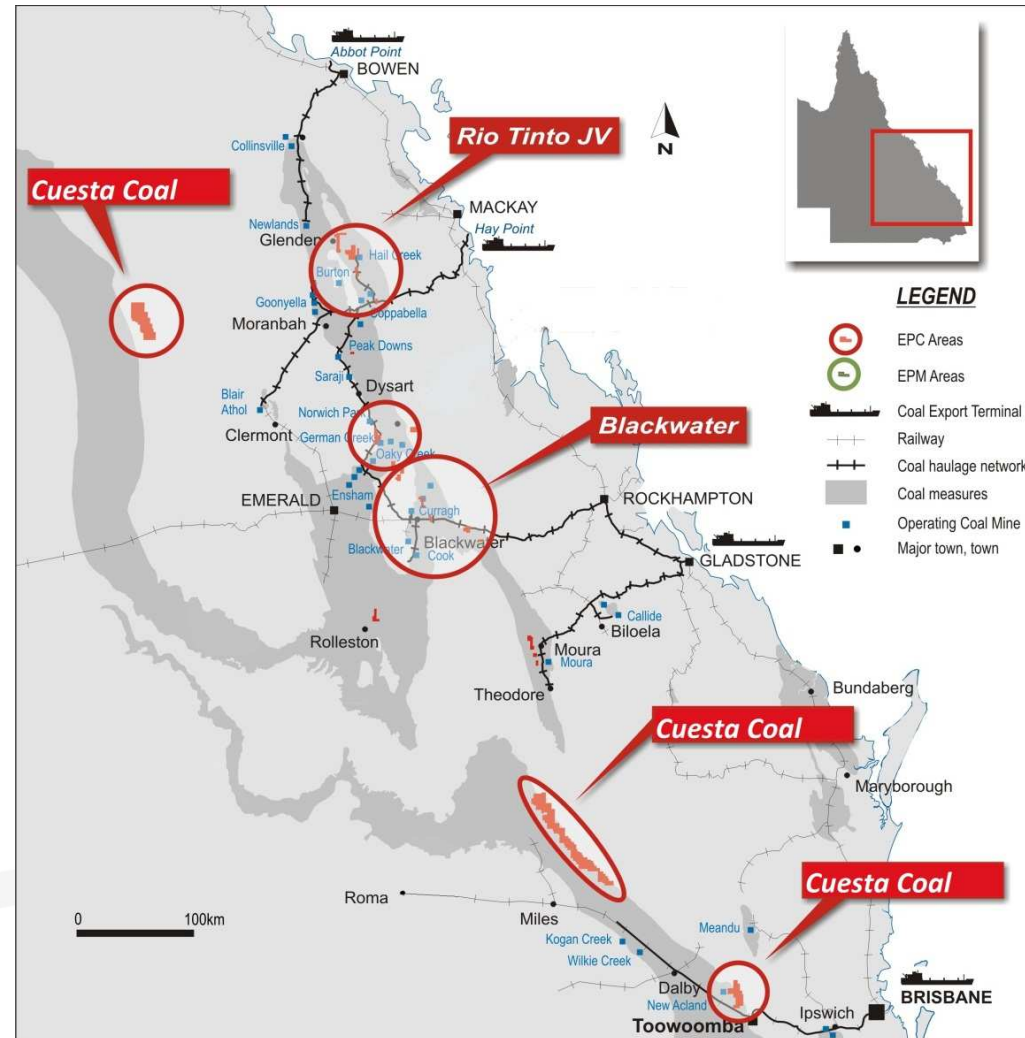 Abbot Point
BOWEN
Collinsville
Rio Tinto JV
N
Cuesta Coal
MACKAY
Hay Point
Newlands
Glenden
Hail Creek
Burton
Goonyella
Coppabella
Moranbah
Peak Downs
Saraji
Dysart
Blair
Athol
Norwich Park
Clermont
German Creek
Oaky Creek
Blackwater
EMERALD
Ensham
Curragh
ROCKHAMPTON
Blackwater
Blackwater
Cook
GLADSTONE
Callide
Biloela
Rolleston
Moura
Moura
Theodore
Bundaberg
Cuesta Coal
Maryborough
Cuesta Coal
Roma
0 100km
Miles
Meandu
Kogan Creek
Wilkie Creek
Dalby
New Acland
BRISBANE
Ipswich
Toowoomba
LEGEND
EPC Areas
EPM Areas
Coal Export Terminal
Railway
Coal haulage network
Coal measures
Operating Coal Mine
Major town, town